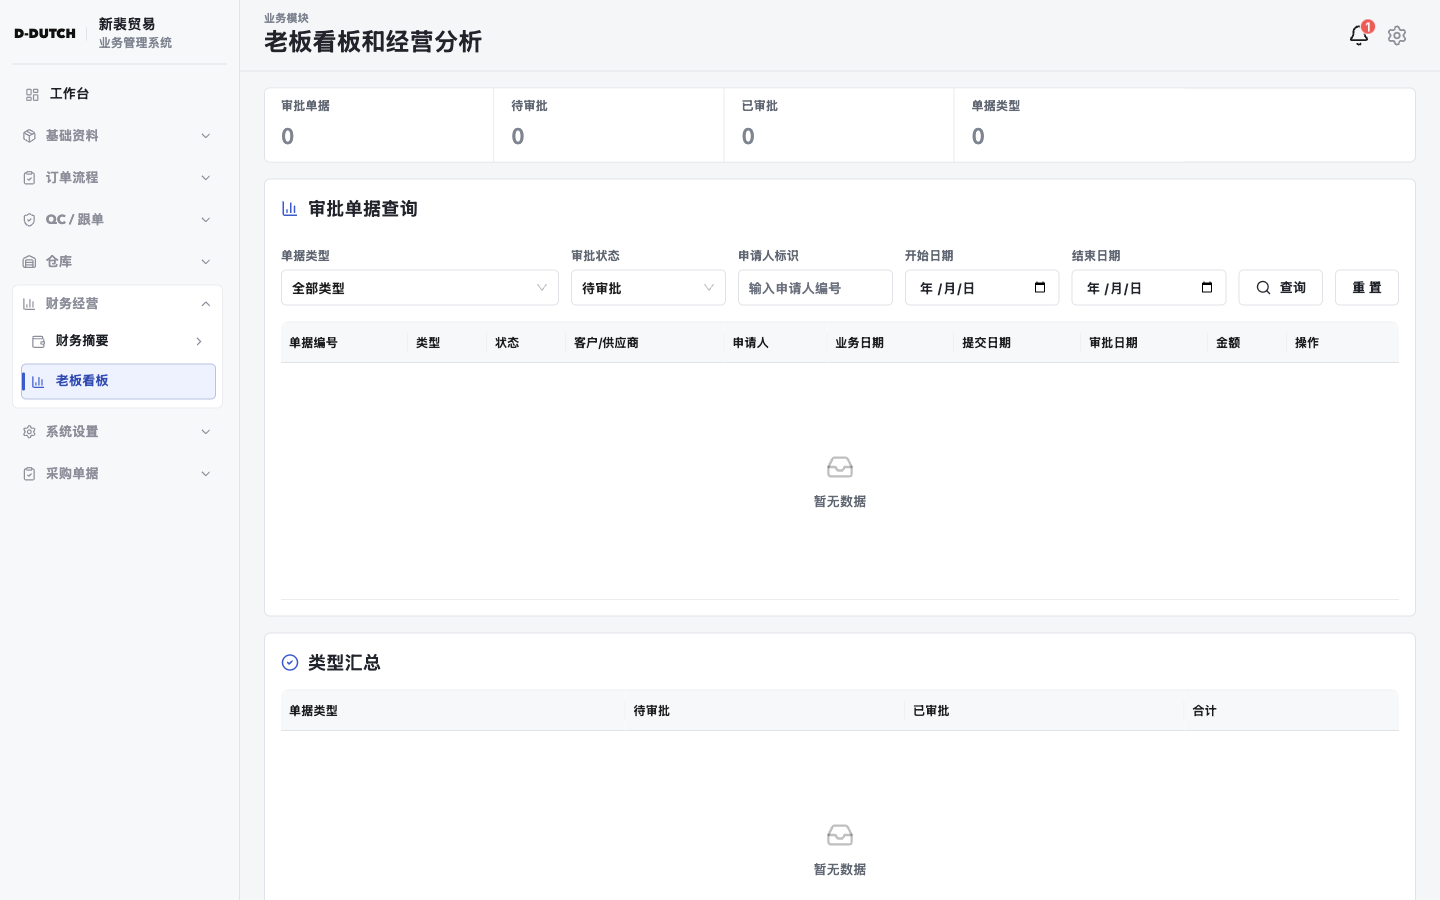 D-DUTCH
新裴贸易
业务管理系统
工作台
基础资料
订单流程
QC / 跟单
仓库
财务经营
财务摘要
老板看板
系统设置
采购单据
业务模块
老板看板和经营分析
1
审批单据
0
待审批
0
已审批
0
单据类型
0
审批单据查询
单据类型
审批状态
申请人标识
开始日期
结束日期
全部类型
待审批
输入申请人编号
年 /月/日
年 /月/日
查询
重 置
单据编号
类型
状态
客户/供应商
申请人
业务日期
提交日期
审批日期
金额
操作
暂无数据
类型汇总
单据类型
待审批
已审批
合计
暂无数据